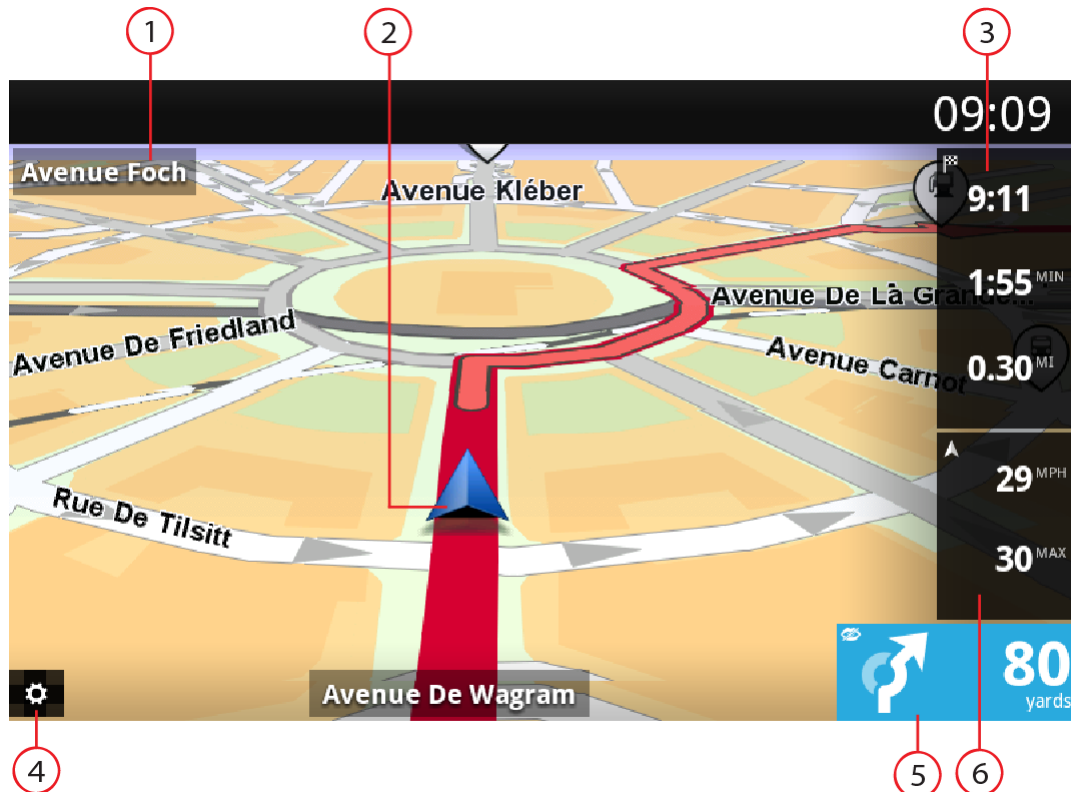 1
2
3
09:09
Avenue Foch
Avenue Kléber
9:11
1:55 MIN
Avenue De Là Grande...
Avenue De Friedland
Avenue Carnot
0.30 MI
29 MPH
Rue De Tilsitt
30 MAX
80
yards
Avenue De Wagram
4
5
6